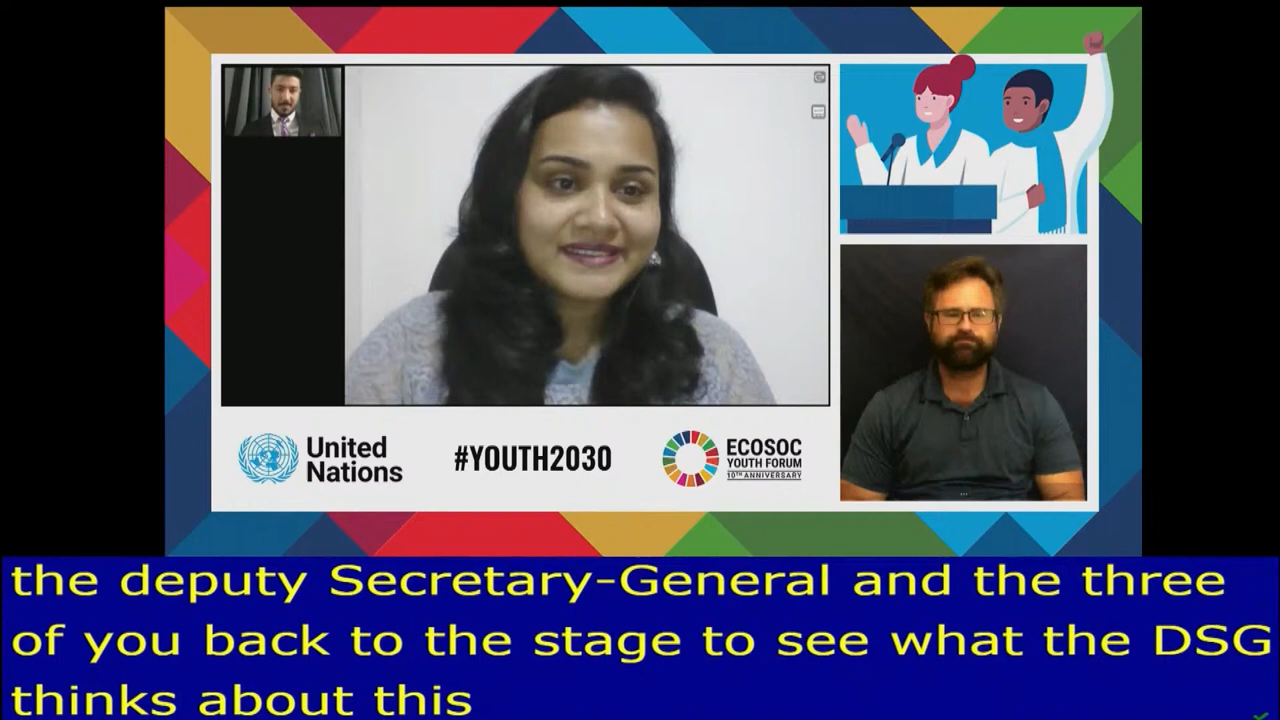 United
Nations
#YOUTH2030
ECOSOC
YOUTH FORUM
10TH ANNIVERSARY
the deputy Secretary-General and the three
of you back to the stage to see what the DSG
thinks about this